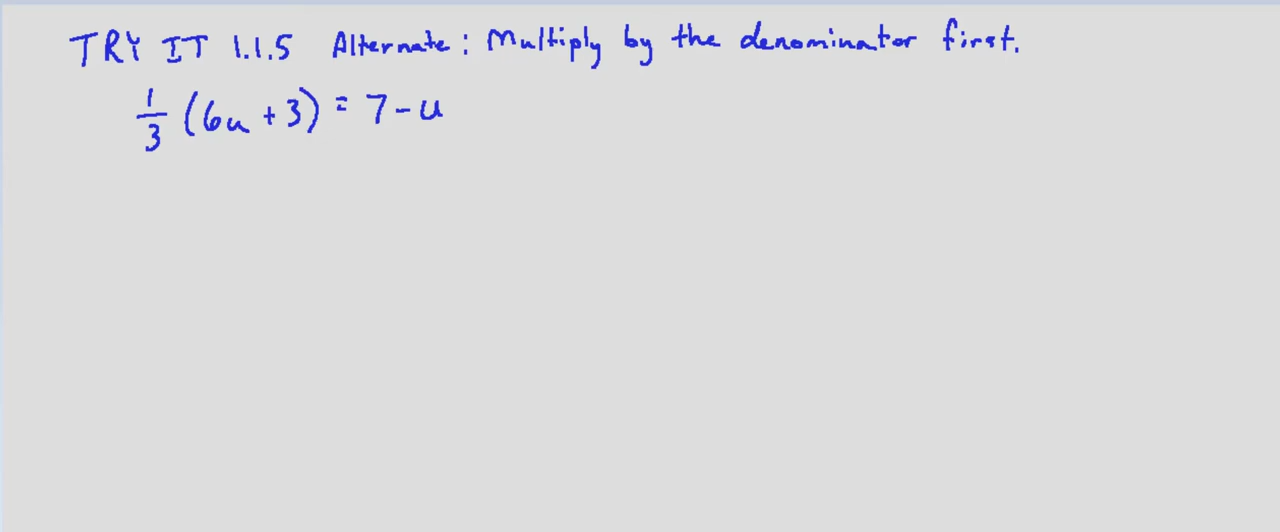 TRY IT 1.1.5 Alternate: Multiply by the denominator first.
1/3 (6u + 3) = 7 - u